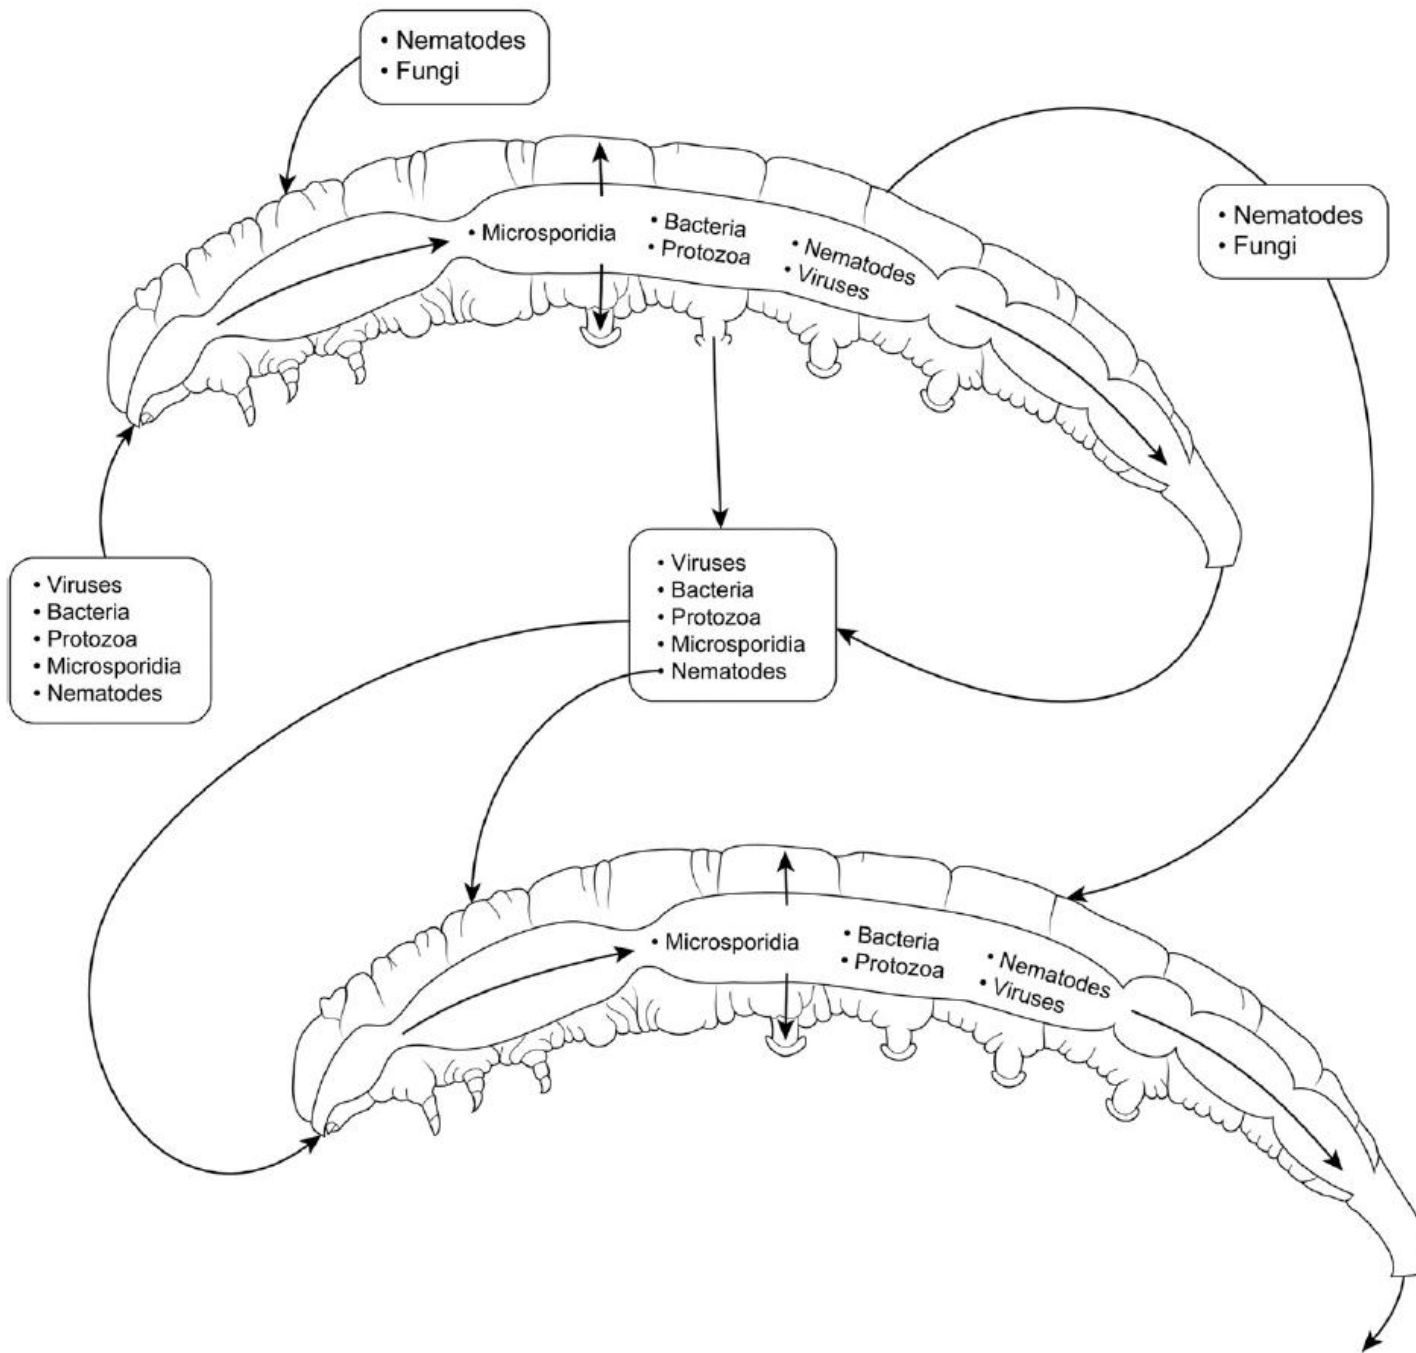 • Nematodes
• Fungi
• Nematodes
• Fungi
• Microsporidia
• Bacteria
• Protozoa
• Nematodes
• Viruses
• Viruses
• Bacteria
• Protozoa
• Microsporidia
• Nematodes
• Viruses
• Bacteria
• Protozoa
• Microsporidia
• Nematodes
• Microsporidia
• Bacteria
• Protozoa
• Nematodes
• Viruses